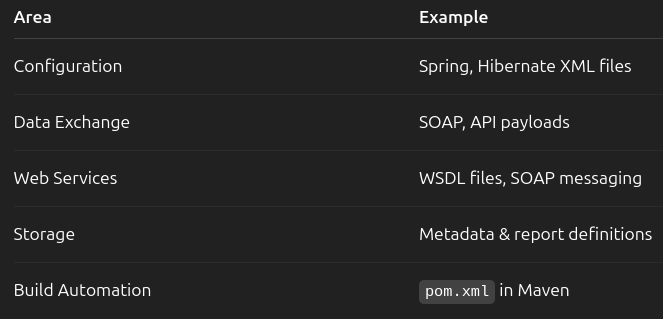 Area Example
Configuration Spring, Hibernate XML files
Data Exchange SOAP, API payloads
Web Services WSDL files, SOAP messaging
Storage Metadata & report definitions
Build Automation pom.xml in Maven